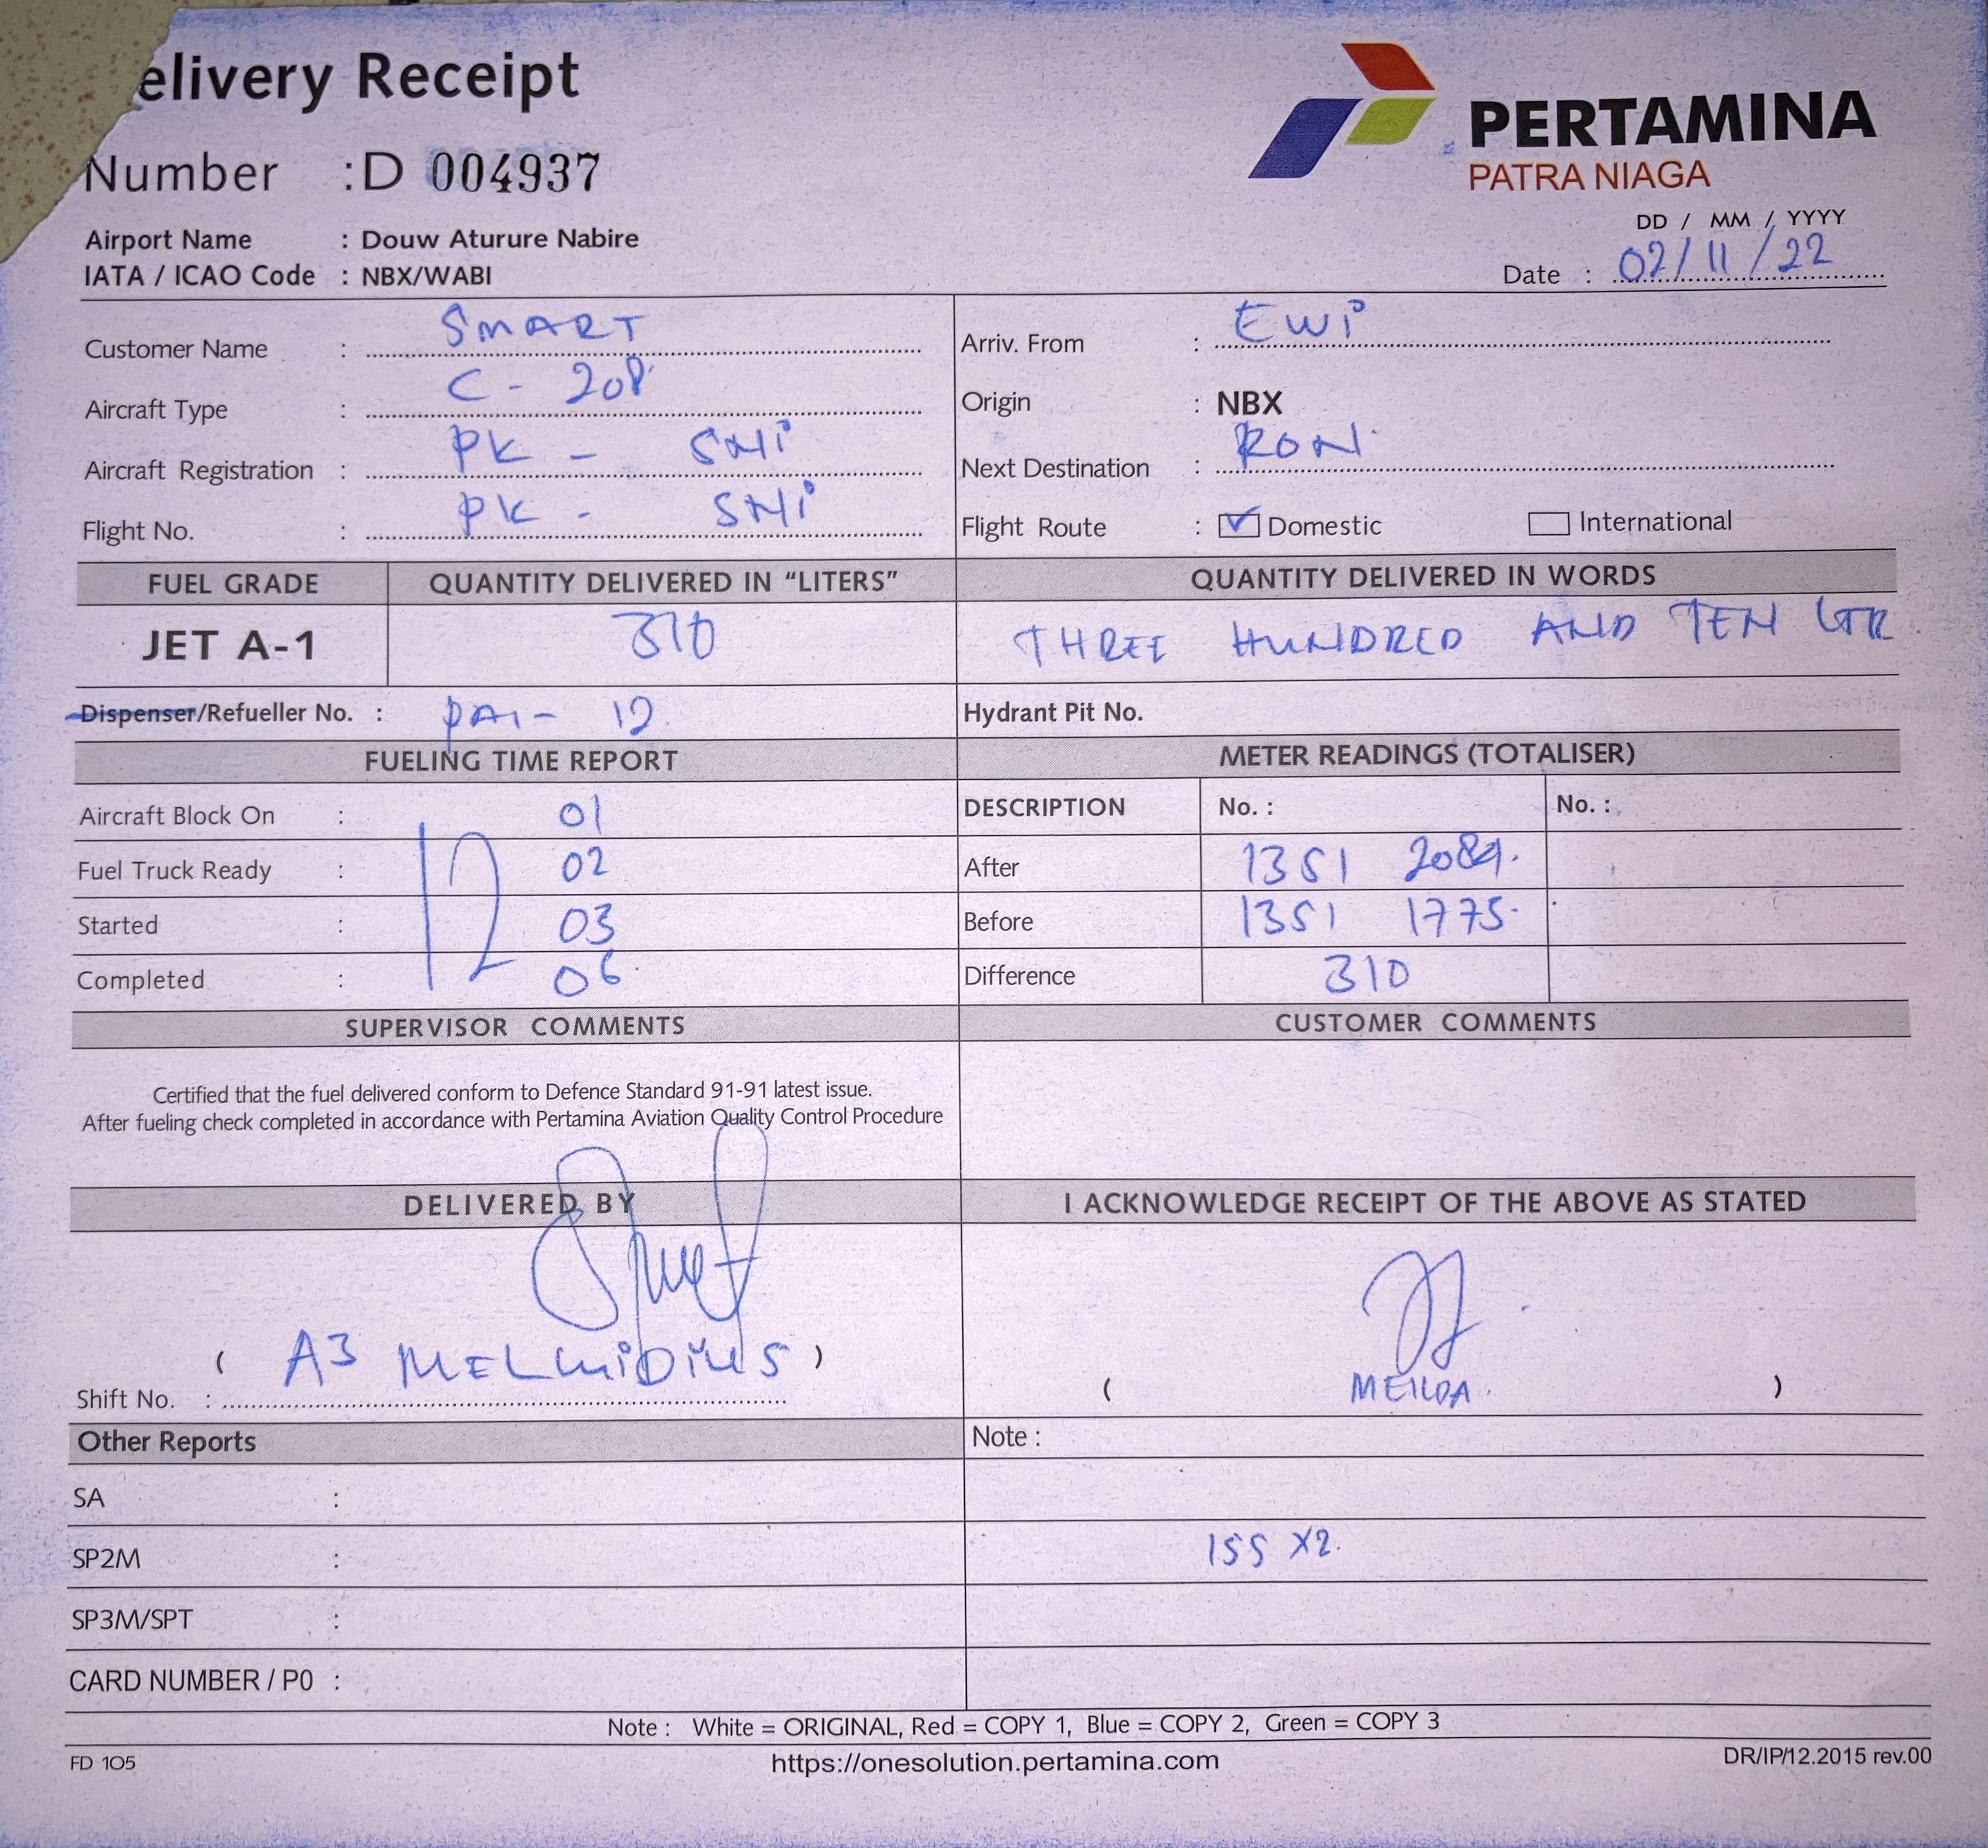 elivery Receipt
Number : D 004937
PERTAMINA
PATRA NIAGA
Airport Name : Douw Aturure Nabire
IATA / ICAO Code : NBX/WABI
DD / MM / YYYY
Date : 02/11/22
Customer Name : SMART
Aircraft Type : C - 208
Aircraft Registration : PK - SNi
Flight No. : PK - SNi
Arriv. From : EWi
Origin : NBX
Next Destination : RON
Flight Route : Domestic International
FUEL GRADE QUANTITY DELIVERED IN “LITERS” QUANTITY DELIVERED IN WORDS
JET A-1 310 THREE HUNDRED AND TEN LTR
Dispenser/Refueller No. : PAI - 12 Hydrant Pit No.
FUELING TIME REPORT METER READINGS (TOTALISER)
Aircraft Block On : 01 DESCRIPTION No. : No. :
12
Fuel Truck Ready : 02 After 1351 2084.
Started : 03 Before 1351 1775.
Completed : 06 Difference 310
SUPERVISOR COMMENTS CUSTOMER COMMENTS
Certified that the fuel delivered conform to Defence Standard 91-91 latest issue.
After fueling check completed in accordance with Pertamina Aviation Quality Control Procedure
DELIVERED BY I ACKNOWLEDGE RECEIPT OF THE ABOVE AS STATED
( A3 )
Shift No. :
( MEILDA. )
Other Reports Note :
SA :
SP2M : 155 X2.
SP3M/SPT :
CARD NUMBER / P0 :
Note : White = ORIGINAL, Red = COPY 1, Blue = COPY 2, Green = COPY 3
FD 105 https://onesolution.pertamina.com DR/IP/12.2015 rev.00